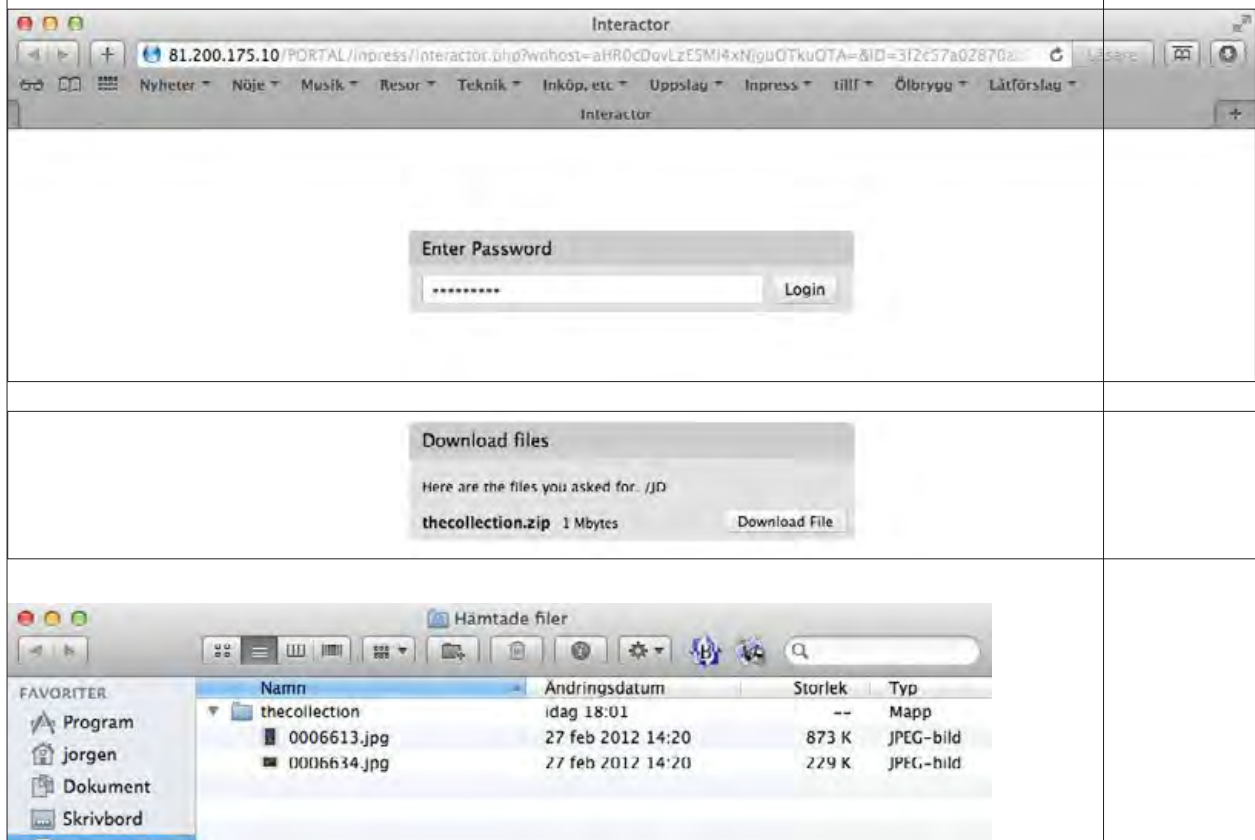 Interactor
81.200.175.10/PORTAL/inpress/interactor.php?
Läsare
Nyheter Nöje Musik Resor Teknik Inköp, etc Uppslag Inpress tillf Ölbrygg Låtförslag
Interactor
Enter Password
••••••••• Login
Download files
Here are the files you asked for. /JD
thecollection.zip 1 Mbytes Download File
Hämtade filer
FAVORITER
Program
jorgen
Dokument
Skrivbord
Namn Ändringsdatum Storlek Typ
thecollection idag 18:01 -- Mapp
0006613.jpg 27 feb 2012 14:20 873 K JPEG-bild
0006634.jpg 27 feb 2012 14:20 229 K JPEG-bild